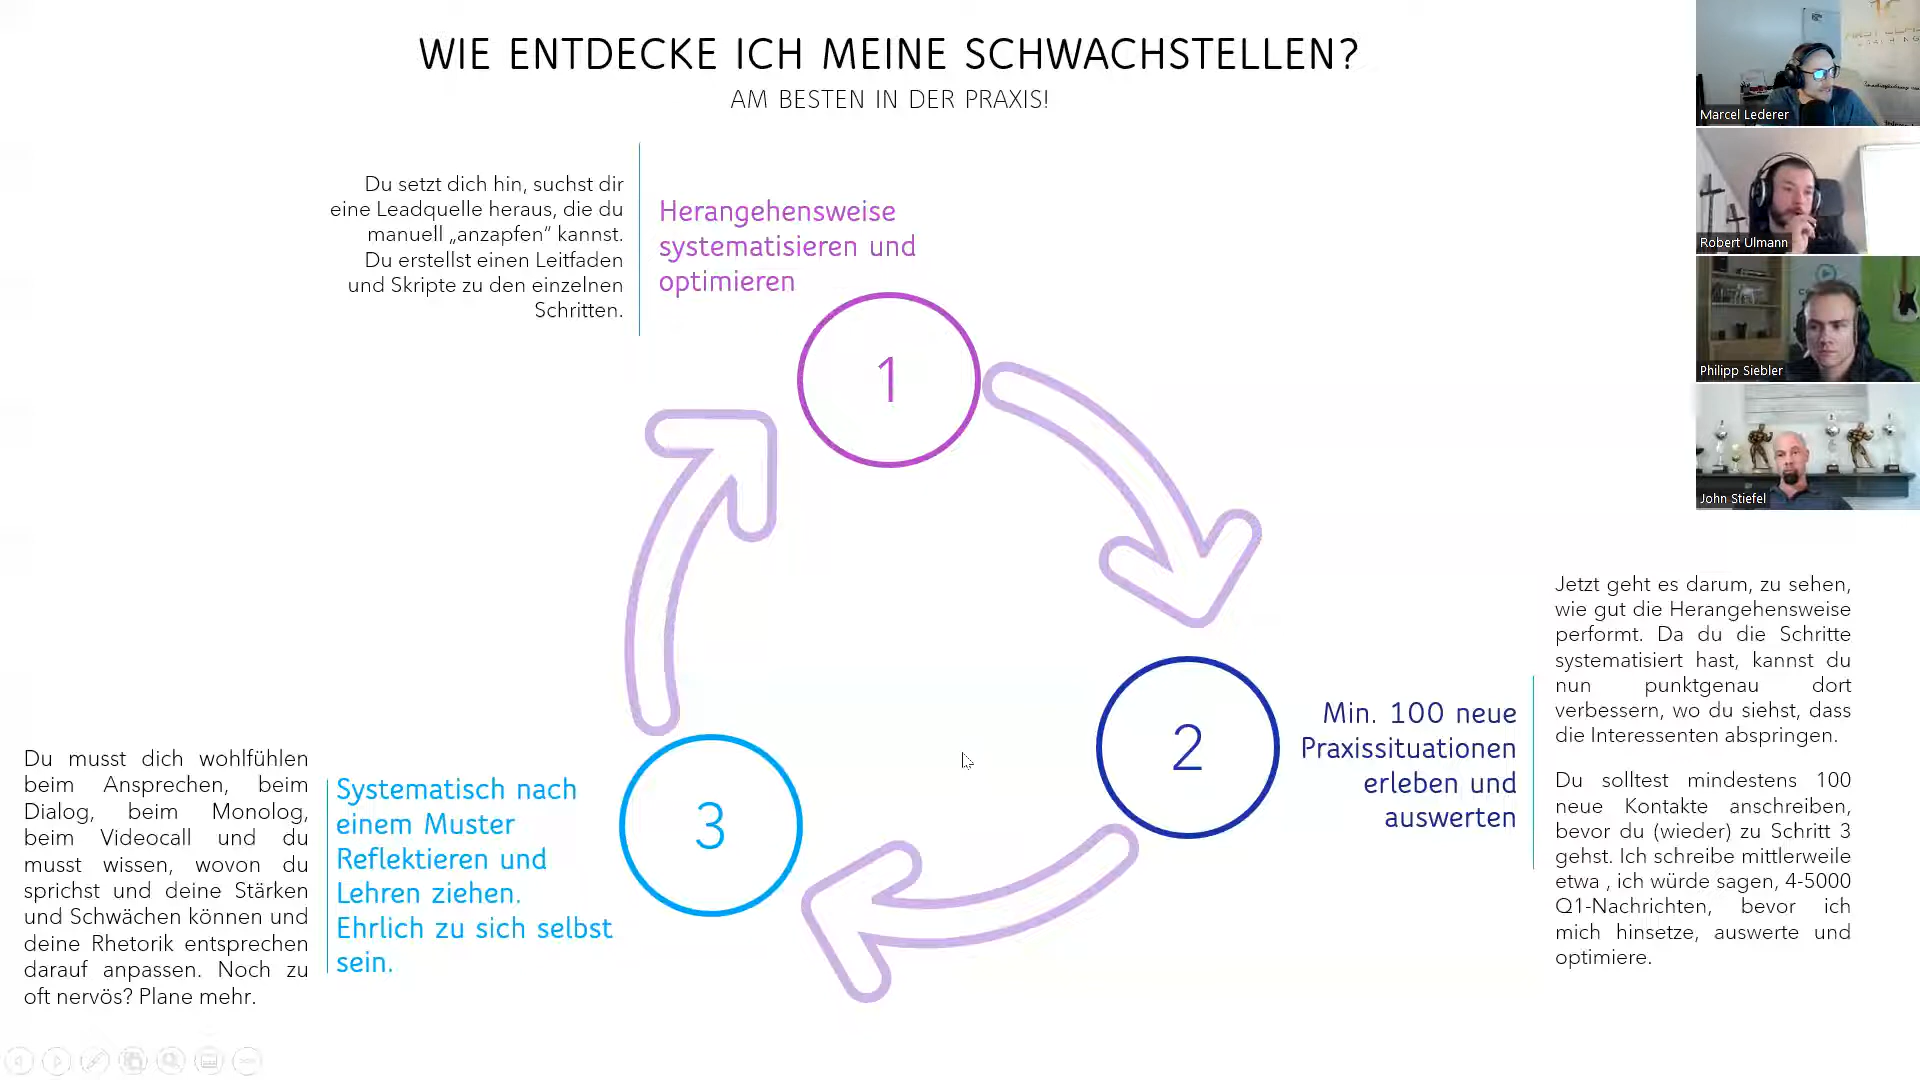 WIE ENTDECKE ICH MEINE SCHWACHSTELLEN?
AM BESTEN IN DER PRAXIS!
Du setzt dich hin, suchst dir
eine Leadquelle heraus, die du
manuell „anzapfen“ kannst.
Du erstellst einen Leitfaden
und Skripte zu den einzelnen
Schritten.
Herangehensweise
systematisieren und
optimieren
1
2
Min. 100 neue
Praxissituationen
erleben und
auswerten
Jetzt geht es darum, zu sehen,
wie gut die Herangehensweise
performt. Da du die Schritte
systematisiert hast, kannst du
nun punktgenau dort
verbessern, wo du siehst, dass
die Interessenten abspringen.
Du solltest mindestens 100
neue Kontakte anschreiben,
bevor du (wieder) zu Schritt 3
gehst. Ich schreibe mittlerweile
etwa , ich würde sagen, 4-5000
Q1-Nachrichten, bevor ich
mich hinsetze, auswerte und
optimiere.
3
Systematisch nach
einem Muster
Reflektieren und
Lehren ziehen.
Ehrlich zu sich selbst
sein.
Du musst dich wohlfühlen
beim Ansprechen, beim
Dialog, beim Monolog,
beim Videocall und du
musst wissen, wovon du
sprichst und deine Stärken
und Schwächen können und
deine Rhetorik entsprechen
darauf anpassen. Noch zu
oft nervös? Plane mehr.
Marcel Lederer
Robert Ulmann
Philipp Siebler
John Stiefel